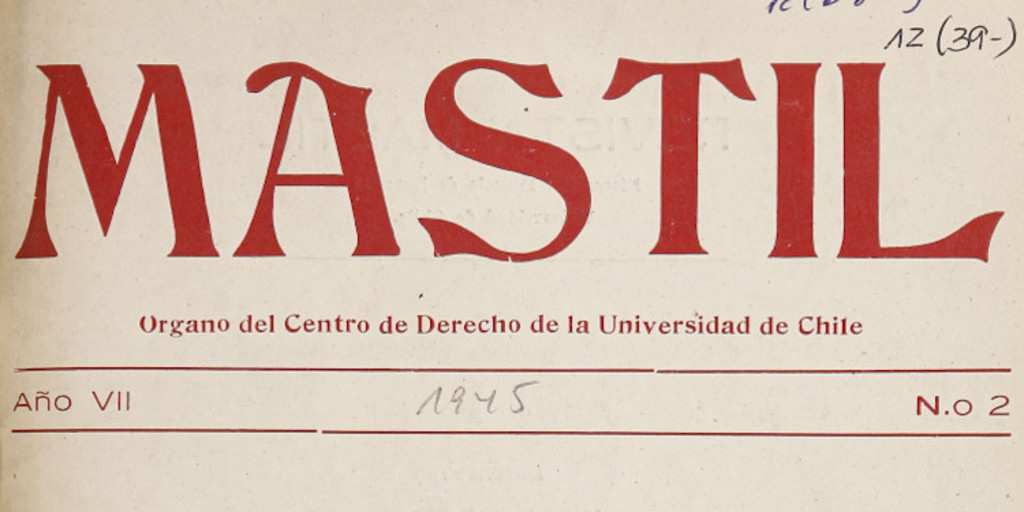 12 (39-)
MASTIL
Organo del Centro de Derecho de la Universidad de Chile
Año VII 1945 N.o 2